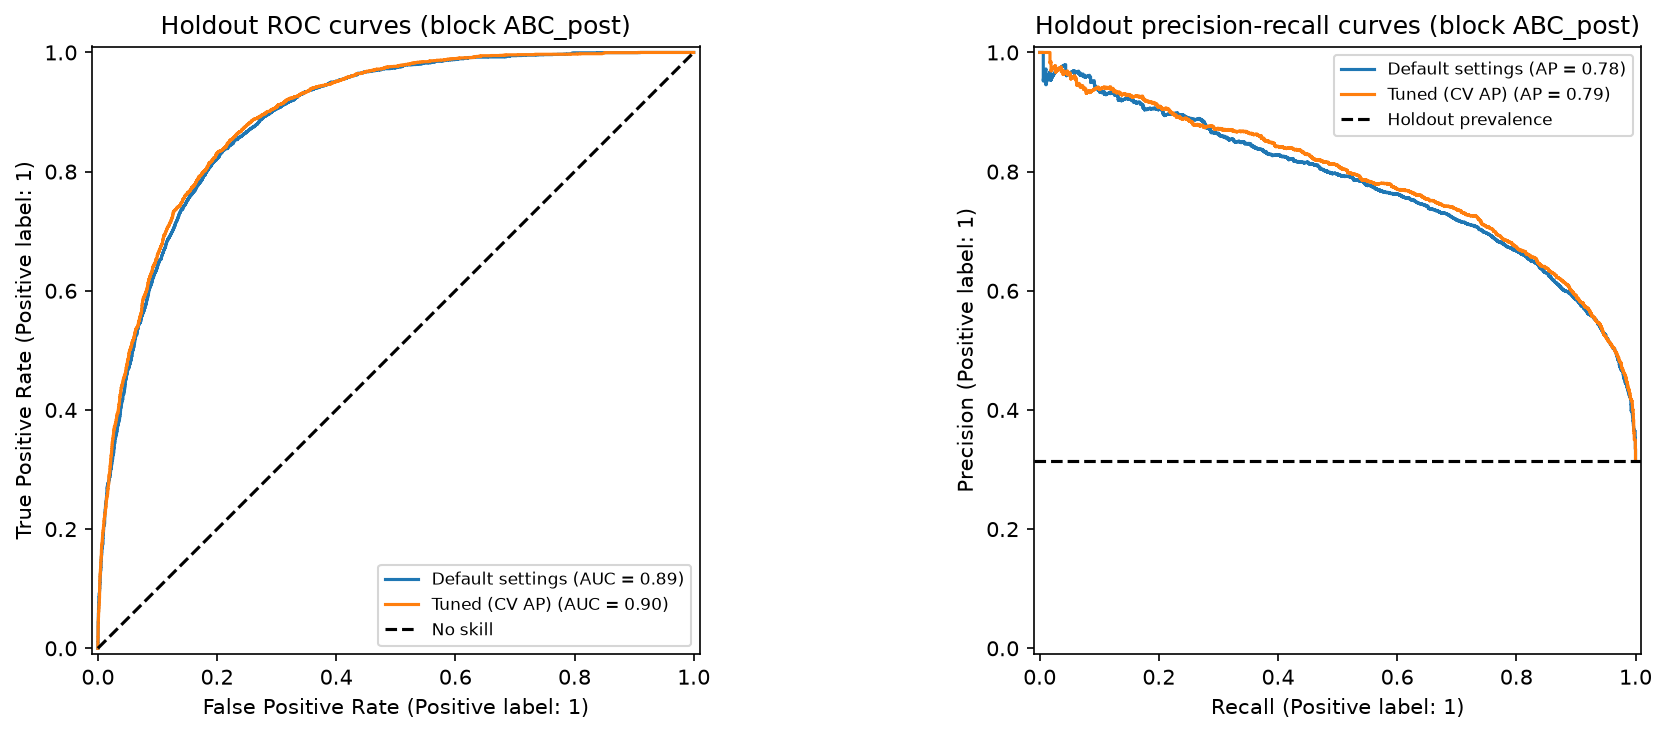 Holdout ROC curves (block ABC_post)
True Positive Rate (Positive label: 1)
1.0
0.8
0.6
0.4
0.2
0.0
Default settings (AUC = 0.89)
Tuned (CV AP) (AUC = 0.90)
No skill
0.0 0.2 0.4 0.6 0.8 1.0
False Positive Rate (Positive label: 1)
Holdout precision-recall curves (block ABC_post)
Precision (Positive label: 1)
1.0
0.8
0.6
0.4
0.2
0.0
Default settings (AP = 0.78)
Tuned (CV AP) (AP = 0.79)
Holdout prevalence
0.0 0.2 0.4 0.6 0.8 1.0
Recall (Positive label: 1)